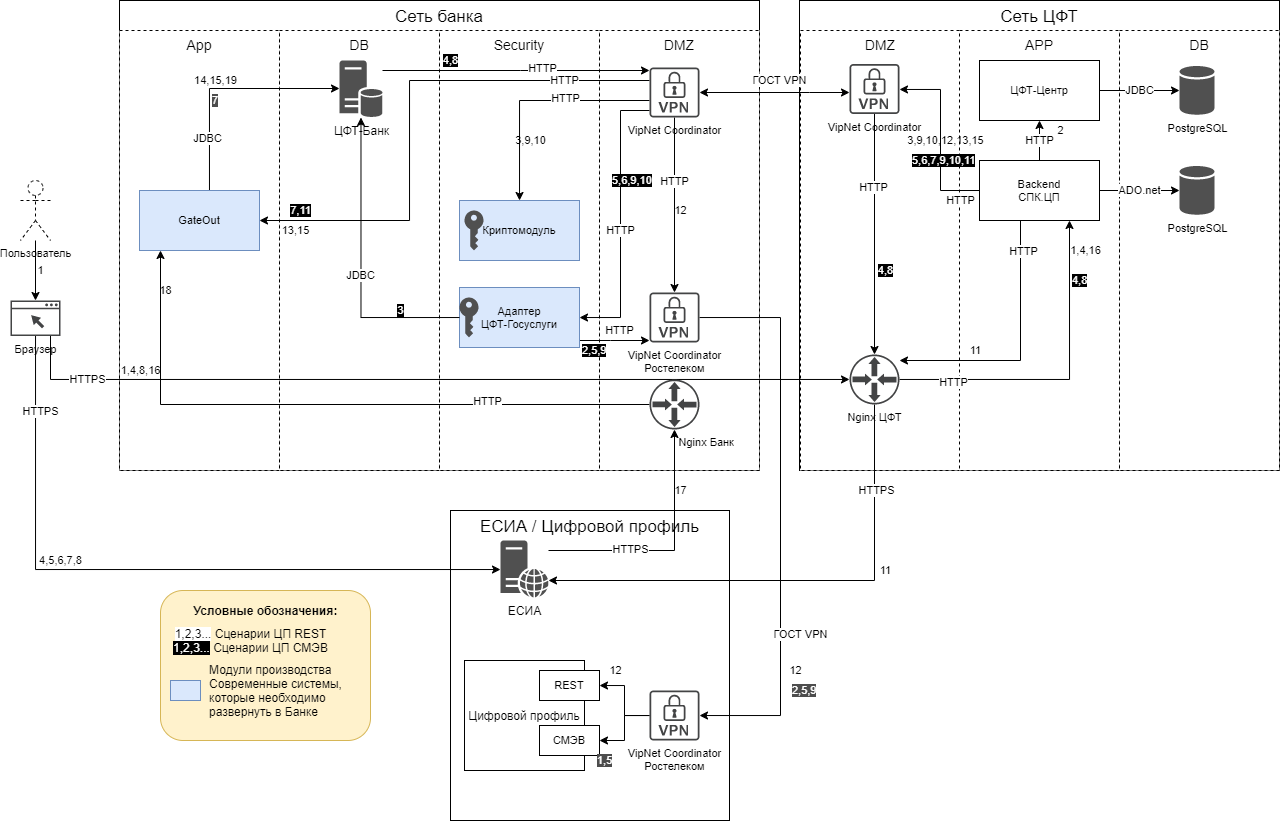 Сеть банка
Сеть ЦФТ
App
DB
Security
DMZ
DMZ
APP
DB
4,8
HTTP
HTTP
HTTP
14,15,19
7
JDBC
ЦФТ-Банк
VPN
VipNet Coordinator
ГОСТ VPN
VPN
VipNet Coordinator
ЦФТ-Центр
JDBC
PostgreSQL
2
HTTP
3,9,10
3,9,10,12,13,15
5,6,7,9,10,11
HTTP
Backend
СПК.ЦП
ADO.net
PostgreSQL
5,6,9,10
HTTP
HTTP
12
7,11
13,15
GateOut
Криптомодуль
HTTP
Пользователь
1
HTTP
1,4,16
4,8
4,8
JDBC
18
3
Адаптер
ЦФТ-Госуслуги
HTTP
2,5,9
VPN
VipNet Coordinator
Ростелеком
Браузер
HTTPS
1,4,8,16
11
HTTP
HTTPS
HTTP
Nginx ЦФТ
Nginx Банк
17
HTTPS
ЕСИА / Цифровой профиль
HTTPS
4,5,6,7,8
11
ЕСИА
Условные обозначения:
1,2,3... Сценарии ЦП REST
1,2,3... Сценарии ЦП СМЭВ
Модули производства
Современные системы,
которые необходимо
развернуть в Банке
ГОСТ VPN
12
2,5,9
12
REST
Цифровой профиль
СМЭВ
1,5
VPN
VipNet Coordinator
Ростелеком